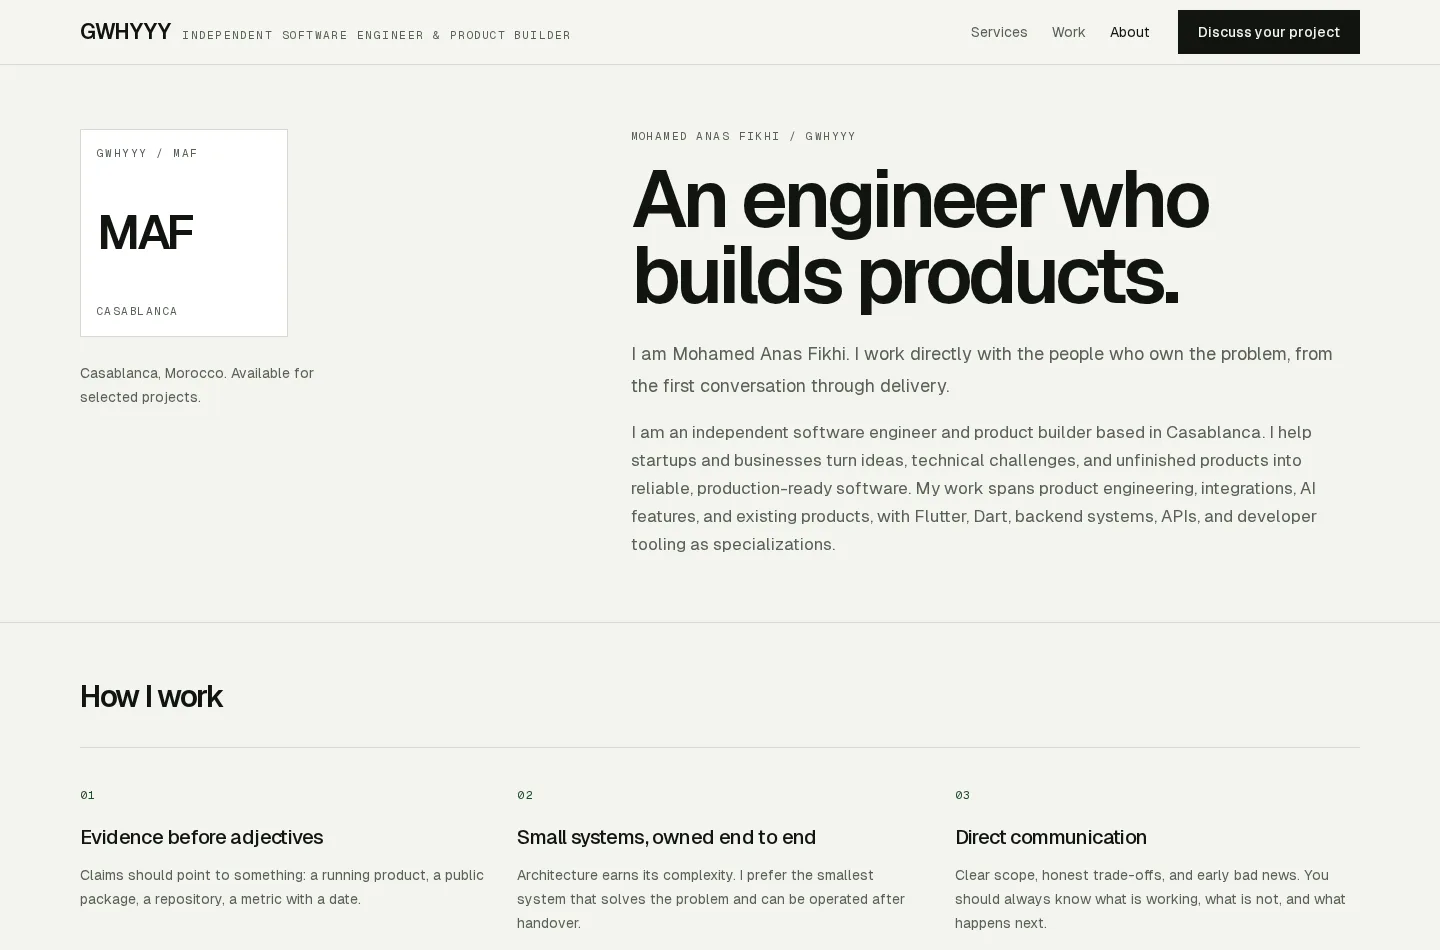 GWHYYY INDEPENDENT SOFTWARE ENGINEER & PRODUCT BUILDER
Services Work About Discuss your project
GWHYYY / MAF
MAF
CASABLANCA
Casablanca, Morocco. Available for
selected projects.
MOHAMED ANAS FIKHI / GWHYYY
An engineer who
builds products.
I am Mohamed Anas Fikhi. I work directly with the people who own the problem, from
the first conversation through delivery.
I am an independent software engineer and product builder based in Casablanca. I help
startups and businesses turn ideas, technical challenges, and unfinished products into
reliable, production-ready software. My work spans product engineering, integrations, AI
features, and existing products, with Flutter, Dart, backend systems, APIs, and developer
tooling as specializations.
How I work
01
Evidence before adjectives
Claims should point to something: a running product, a public
package, a repository, a metric with a date.
02
Small systems, owned end to end
Architecture earns its complexity. I prefer the smallest
system that solves the problem and can be operated after
handover.
03
Direct communication
Clear scope, honest trade-offs, and early bad news. You
should always know what is working, what is not, and what
happens next.